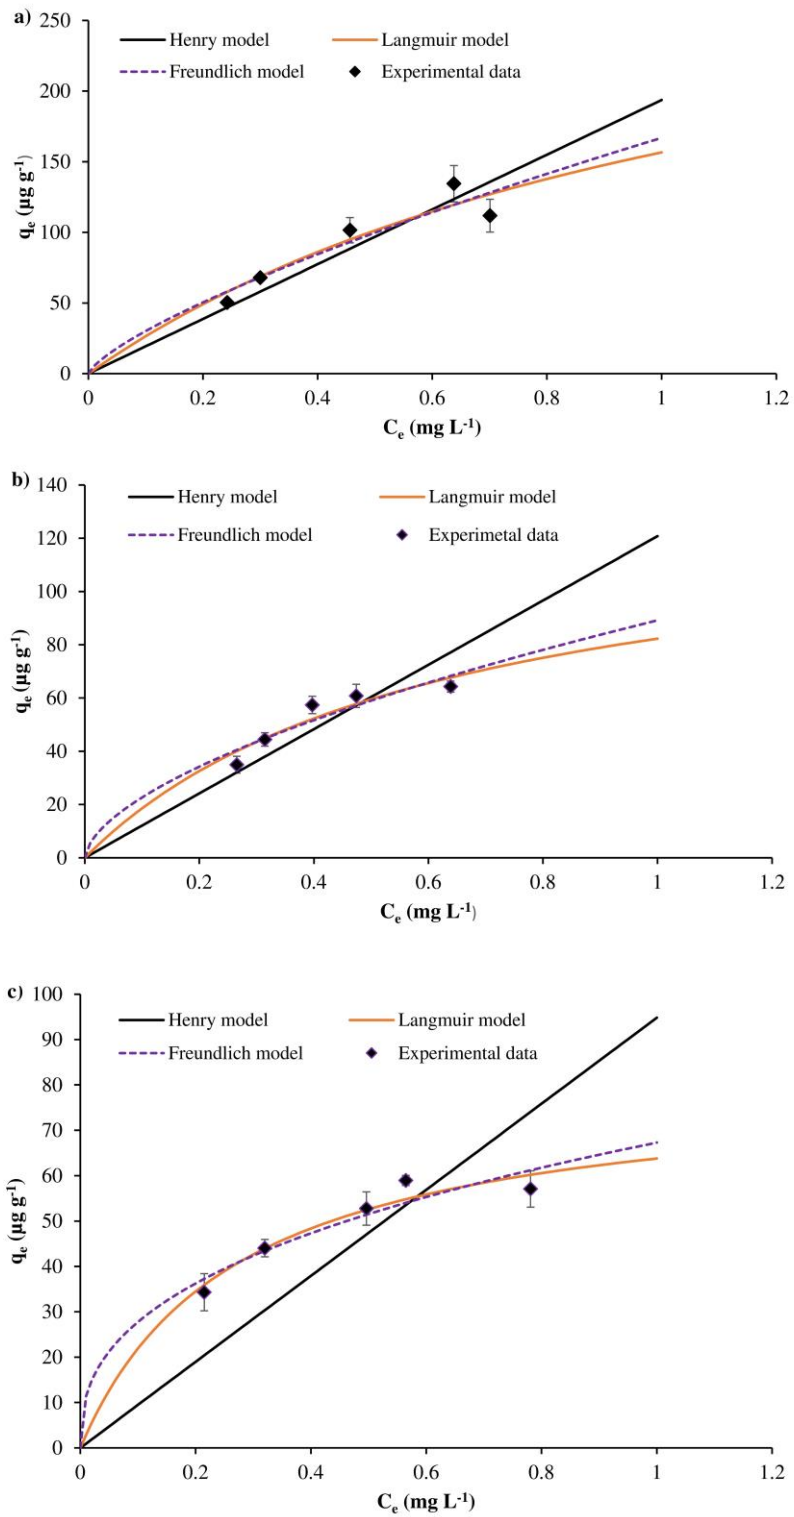 a)
250
200
150
100
50
0
Henry model
Langmuir model
Freundlich model
Experimental data
qe (µg g-1)
0 0.2 0.4 0.6 0.8 1 1.2
Ce (mg L-1)
b)
140
120
100
80
60
40
20
0
Henry model
Langmuir model
Freundlich model
Experimetal data
qe (µg g-1)
0 0.2 0.4 0.6 0.8 1 1.2
Ce (mg L-1)
c)
100
90
80
70
60
50
40
30
20
10
0
Henry model
Langmuir model
Freundlich model
Experimental data
qe (µg g-1)
0 0.2 0.4 0.6 0.8 1 1.2
Ce (mg L-1)